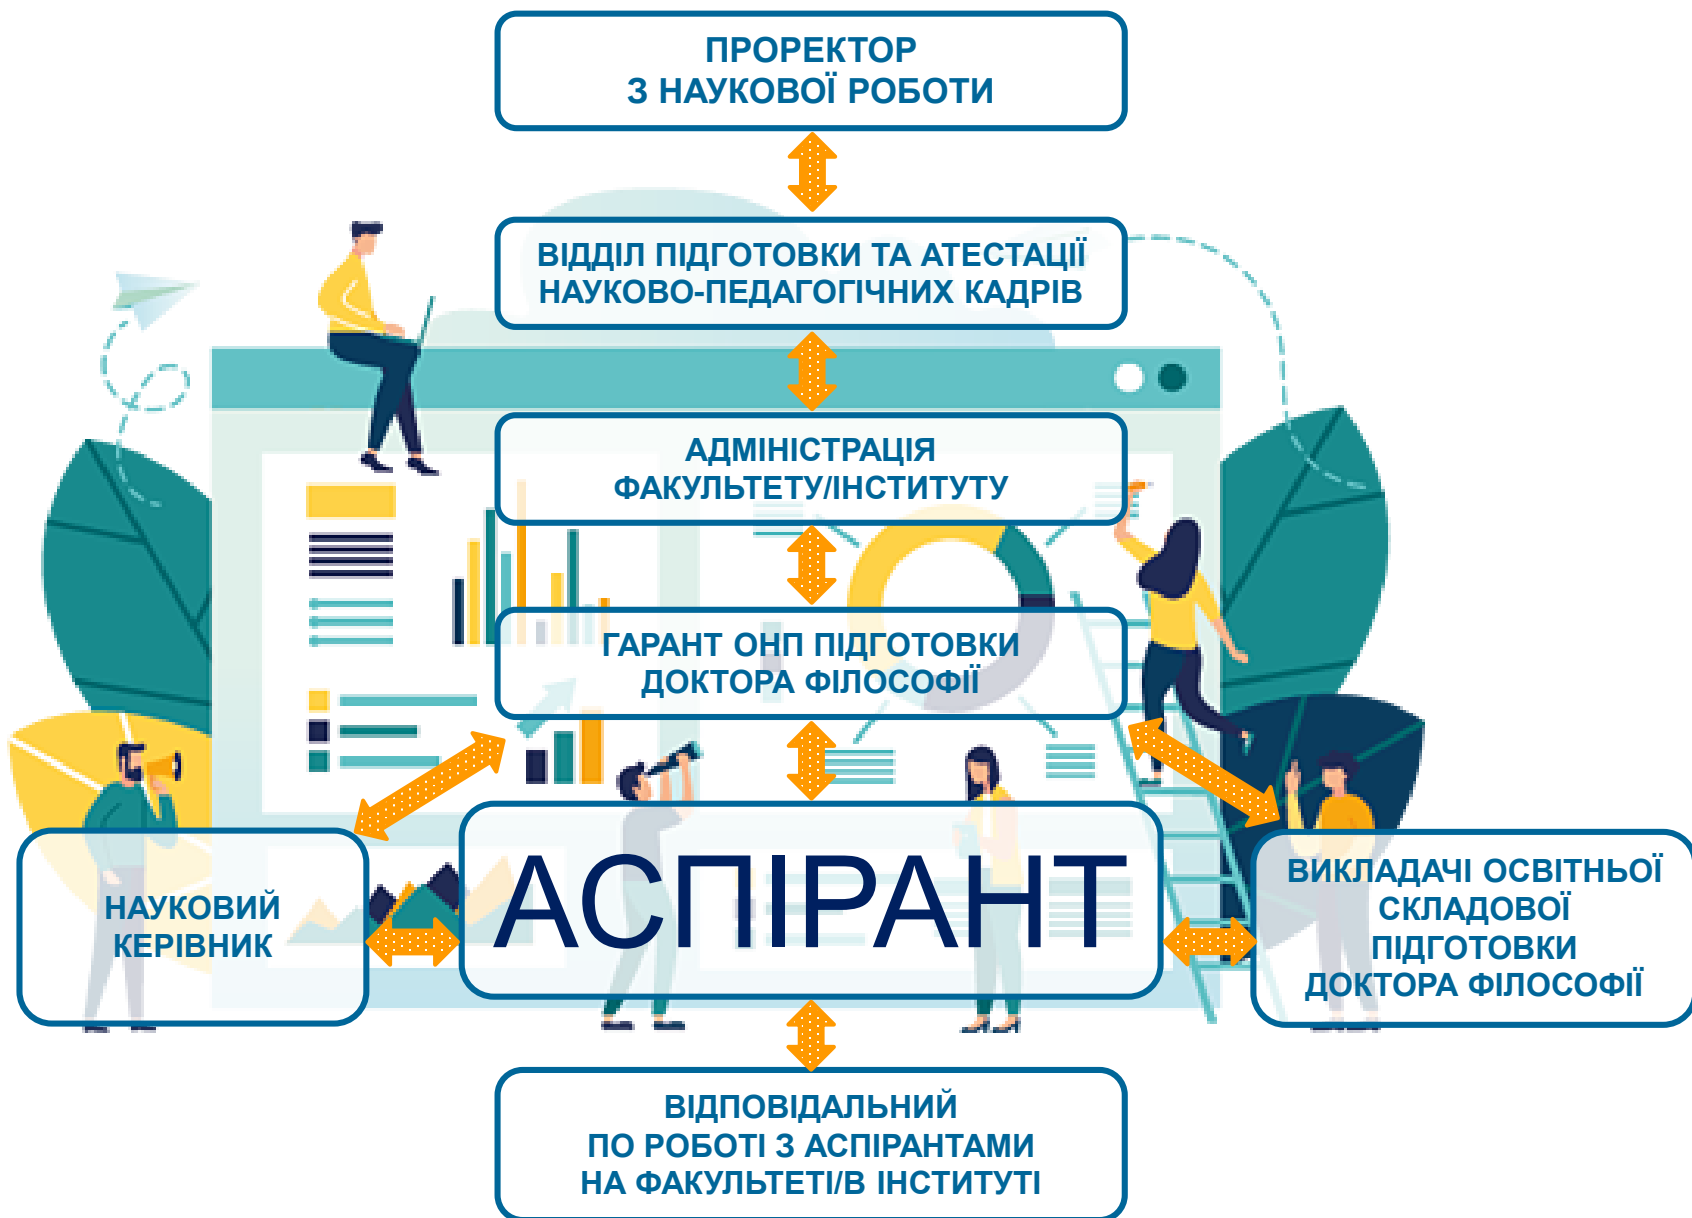 ПРОРЕКТОР
З НАУКОВОЇ РОБОТИ
ВІДДІЛ ПІДГОТОВКИ ТА АТЕСТАЦІЇ
НАУКОВО-ПЕДАГОГІЧНИХ КАДРІВ
АДМІНІСТРАЦІЯ
ФАКУЛЬТЕТУ/ІНСТИТУТУ
ГАРАНТ ОНП ПІДГОТОВКИ
ДОКТОРА ФІЛОСОФІЇ
НАУКОВИЙ
КЕРІВНИК
АСПІРАНТ
ВИКЛАДАЧІ ОСВІТНЬОЇ
СКЛАДОВОЇ
ПІДГОТОВКИ
ДОКТОРА ФІЛОСОФІЇ
ВІДПОВІДАЛЬНИЙ
ПО РОБОТІ З АСПІРАНТАМИ
НА ФАКУЛЬТЕТІ/В ІНСТИТУТІ